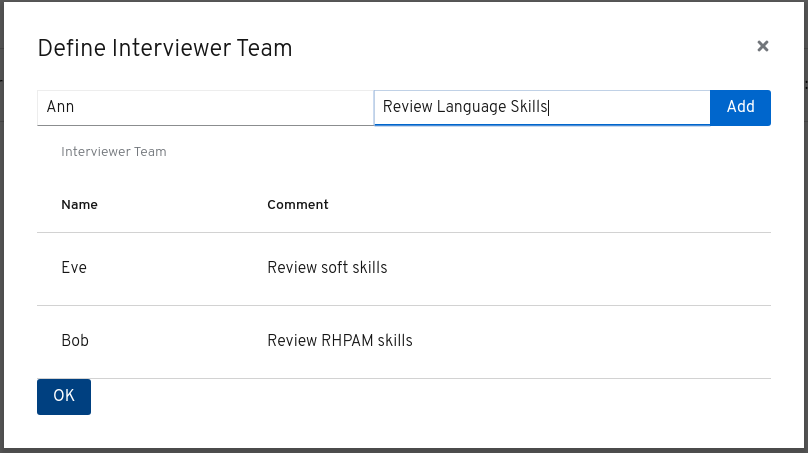 Define Interviewer Team ×
Ann Review Language Skills Add
Interviewer Team
Name Comment
Eve Review soft skills
Bob Review RHPAM skills
OK